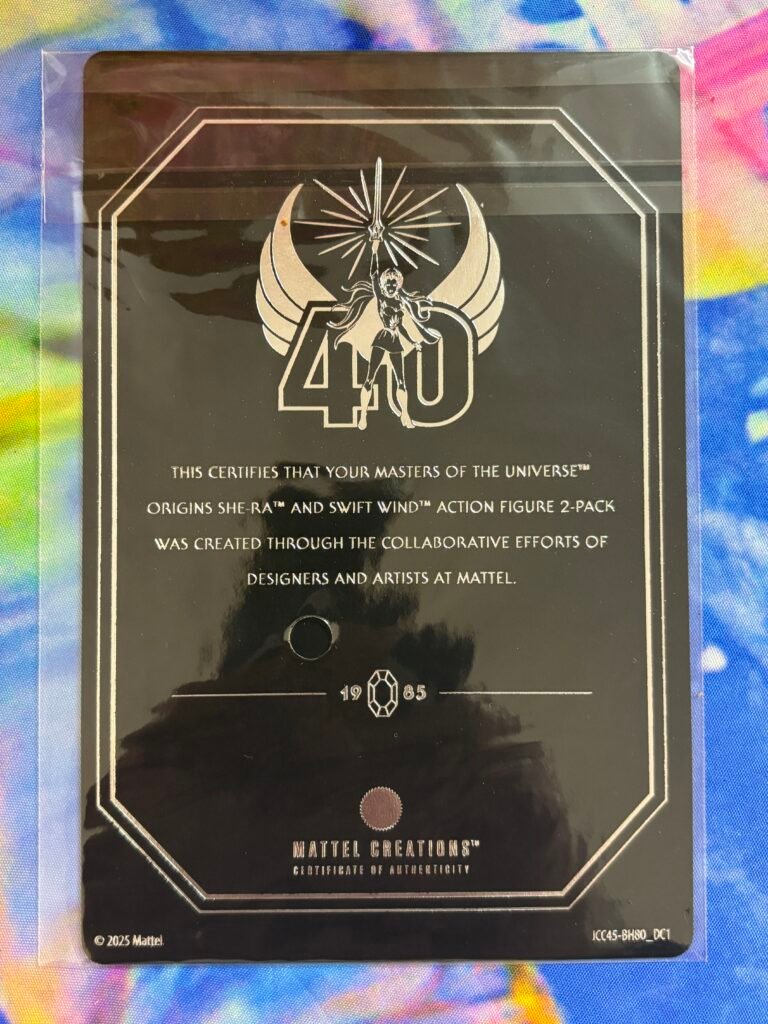 40
THIS CERTIFIES THAT YOUR MASTERS OF THE UNIVERSE™
ORIGINS SHE-RA™ AND SWIFT WIND™ ACTION FIGURE 2-PACK
WAS CREATED THROUGH THE COLLABORATIVE EFFORTS OF
DESIGNERS AND ARTISTS AT MATTEL.
1985
MATTEL CREATIONS™
CERTIFICATE OF AUTHENTICITY
© 2025 Mattel JCC45-BH80_DC1